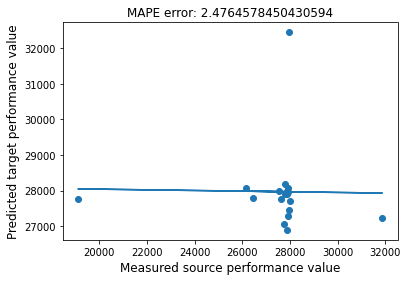 MAPE error: 2.4764578450430594
32000
31000
30000
29000
28000
27000
Predicted target performance value
20000 22000 24000 26000 28000 30000 32000
Measured source performance value